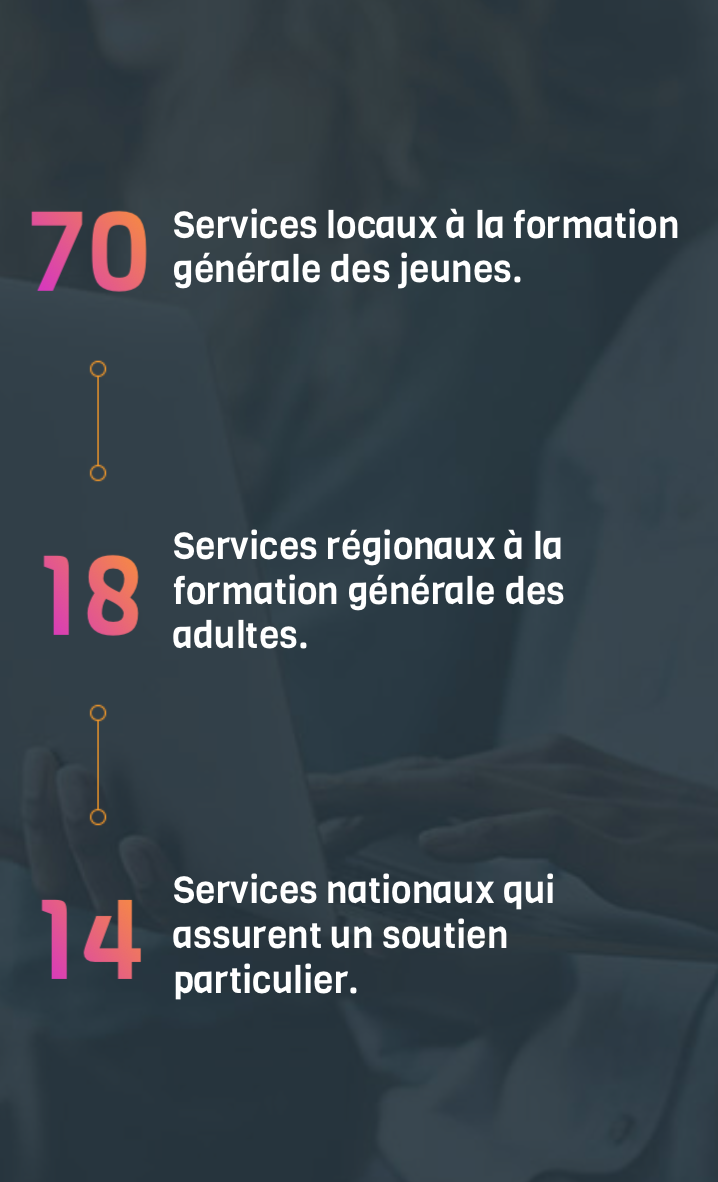 70
Services locaux à la formation
générale des jeunes.
18
Services régionaux à la
formation générale des
adultes.
14
Services nationaux qui
assurent un soutien
particulier.